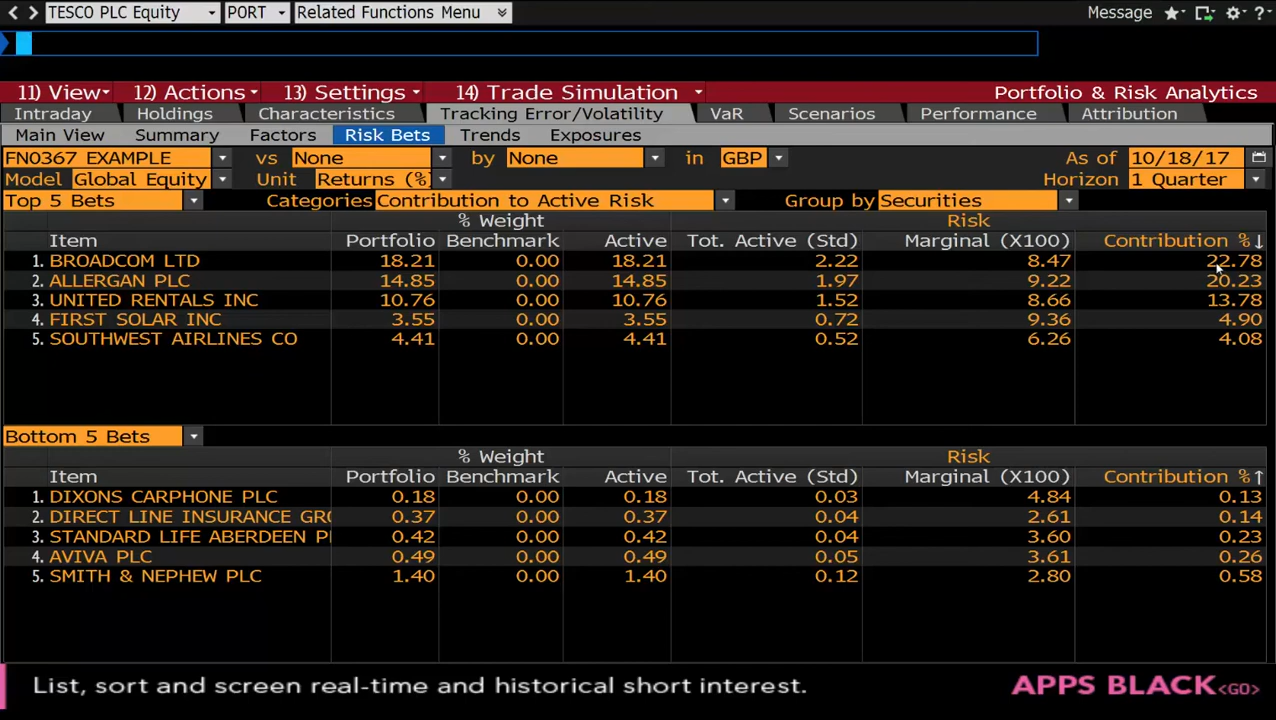 TESCO PLC Equity PORT Related Functions Menu Message
11) View 12) Actions 13) Settings 14) Trade Simulation Portfolio & Risk Analytics
Intraday Holdings Characteristics Tracking Error/Volatility VaR Scenarios Performance Attribution
Main View Summary Factors Risk Bets Trends Exposures
FN0367 EXAMPLE vs None by None in GBP As of 10/18/17
Model Global Equity Unit Returns (%) Horizon 1 Quarter
Top 5 Bets Categories Contribution to Active Risk Group by Securities
% Weight Risk
Item Portfolio Benchmark Active Tot. Active (Std) Marginal (X100) Contribution %↓
1. BROADCOM LTD 18.21 0.00 18.21 2.22 8.47 22.78
2. ALLERGAN PLC 14.85 0.00 14.85 1.97 9.22 20.23
3. UNITED RENTALS INC 10.76 0.00 10.76 1.52 8.66 13.78
4. FIRST SOLAR INC 3.55 0.00 3.55 0.72 9.36 4.90
5. SOUTHWEST AIRLINES CO 4.41 0.00 4.41 0.52 6.26 4.08
Bottom 5 Bets
% Weight Risk
Item Portfolio Benchmark Active Tot. Active (Std) Marginal (X100) Contribution %↑
1. DIXONS CARPHONE PLC 0.18 0.00 0.18 0.03 4.84 0.13
2. DIRECT LINE INSURANCE GRO 0.37 0.00 0.37 0.04 2.61 0.14
3. STANDARD LIFE ABERDEEN PL 0.42 0.00 0.42 0.04 3.60 0.23
4. AVIVA PLC 0.49 0.00 0.49 0.05 3.61 0.26
5. SMITH & NEPHEW PLC 1.40 0.00 1.40 0.12 2.80 0.58
List, sort and screen real-time and historical short interest. APPS BLACK<GO>